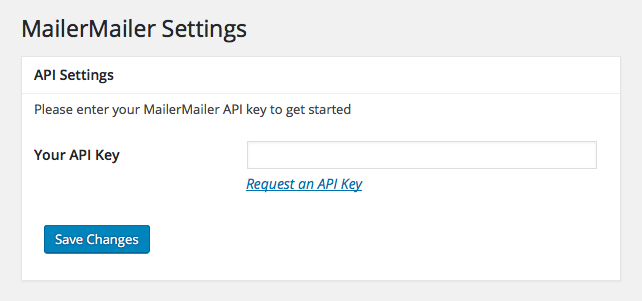 MailerMailer Settings
API Settings
Please enter your MailerMailer API key to get started
Your API Key
Request an API Key
Save Changes